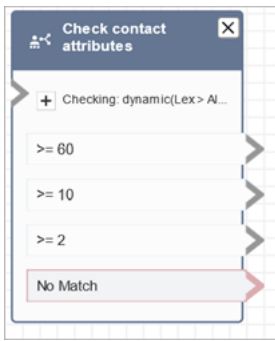 Check contact
attributes
Checking: dynamic(Lex > Al...
>= 60
>= 10
>= 2
No Match